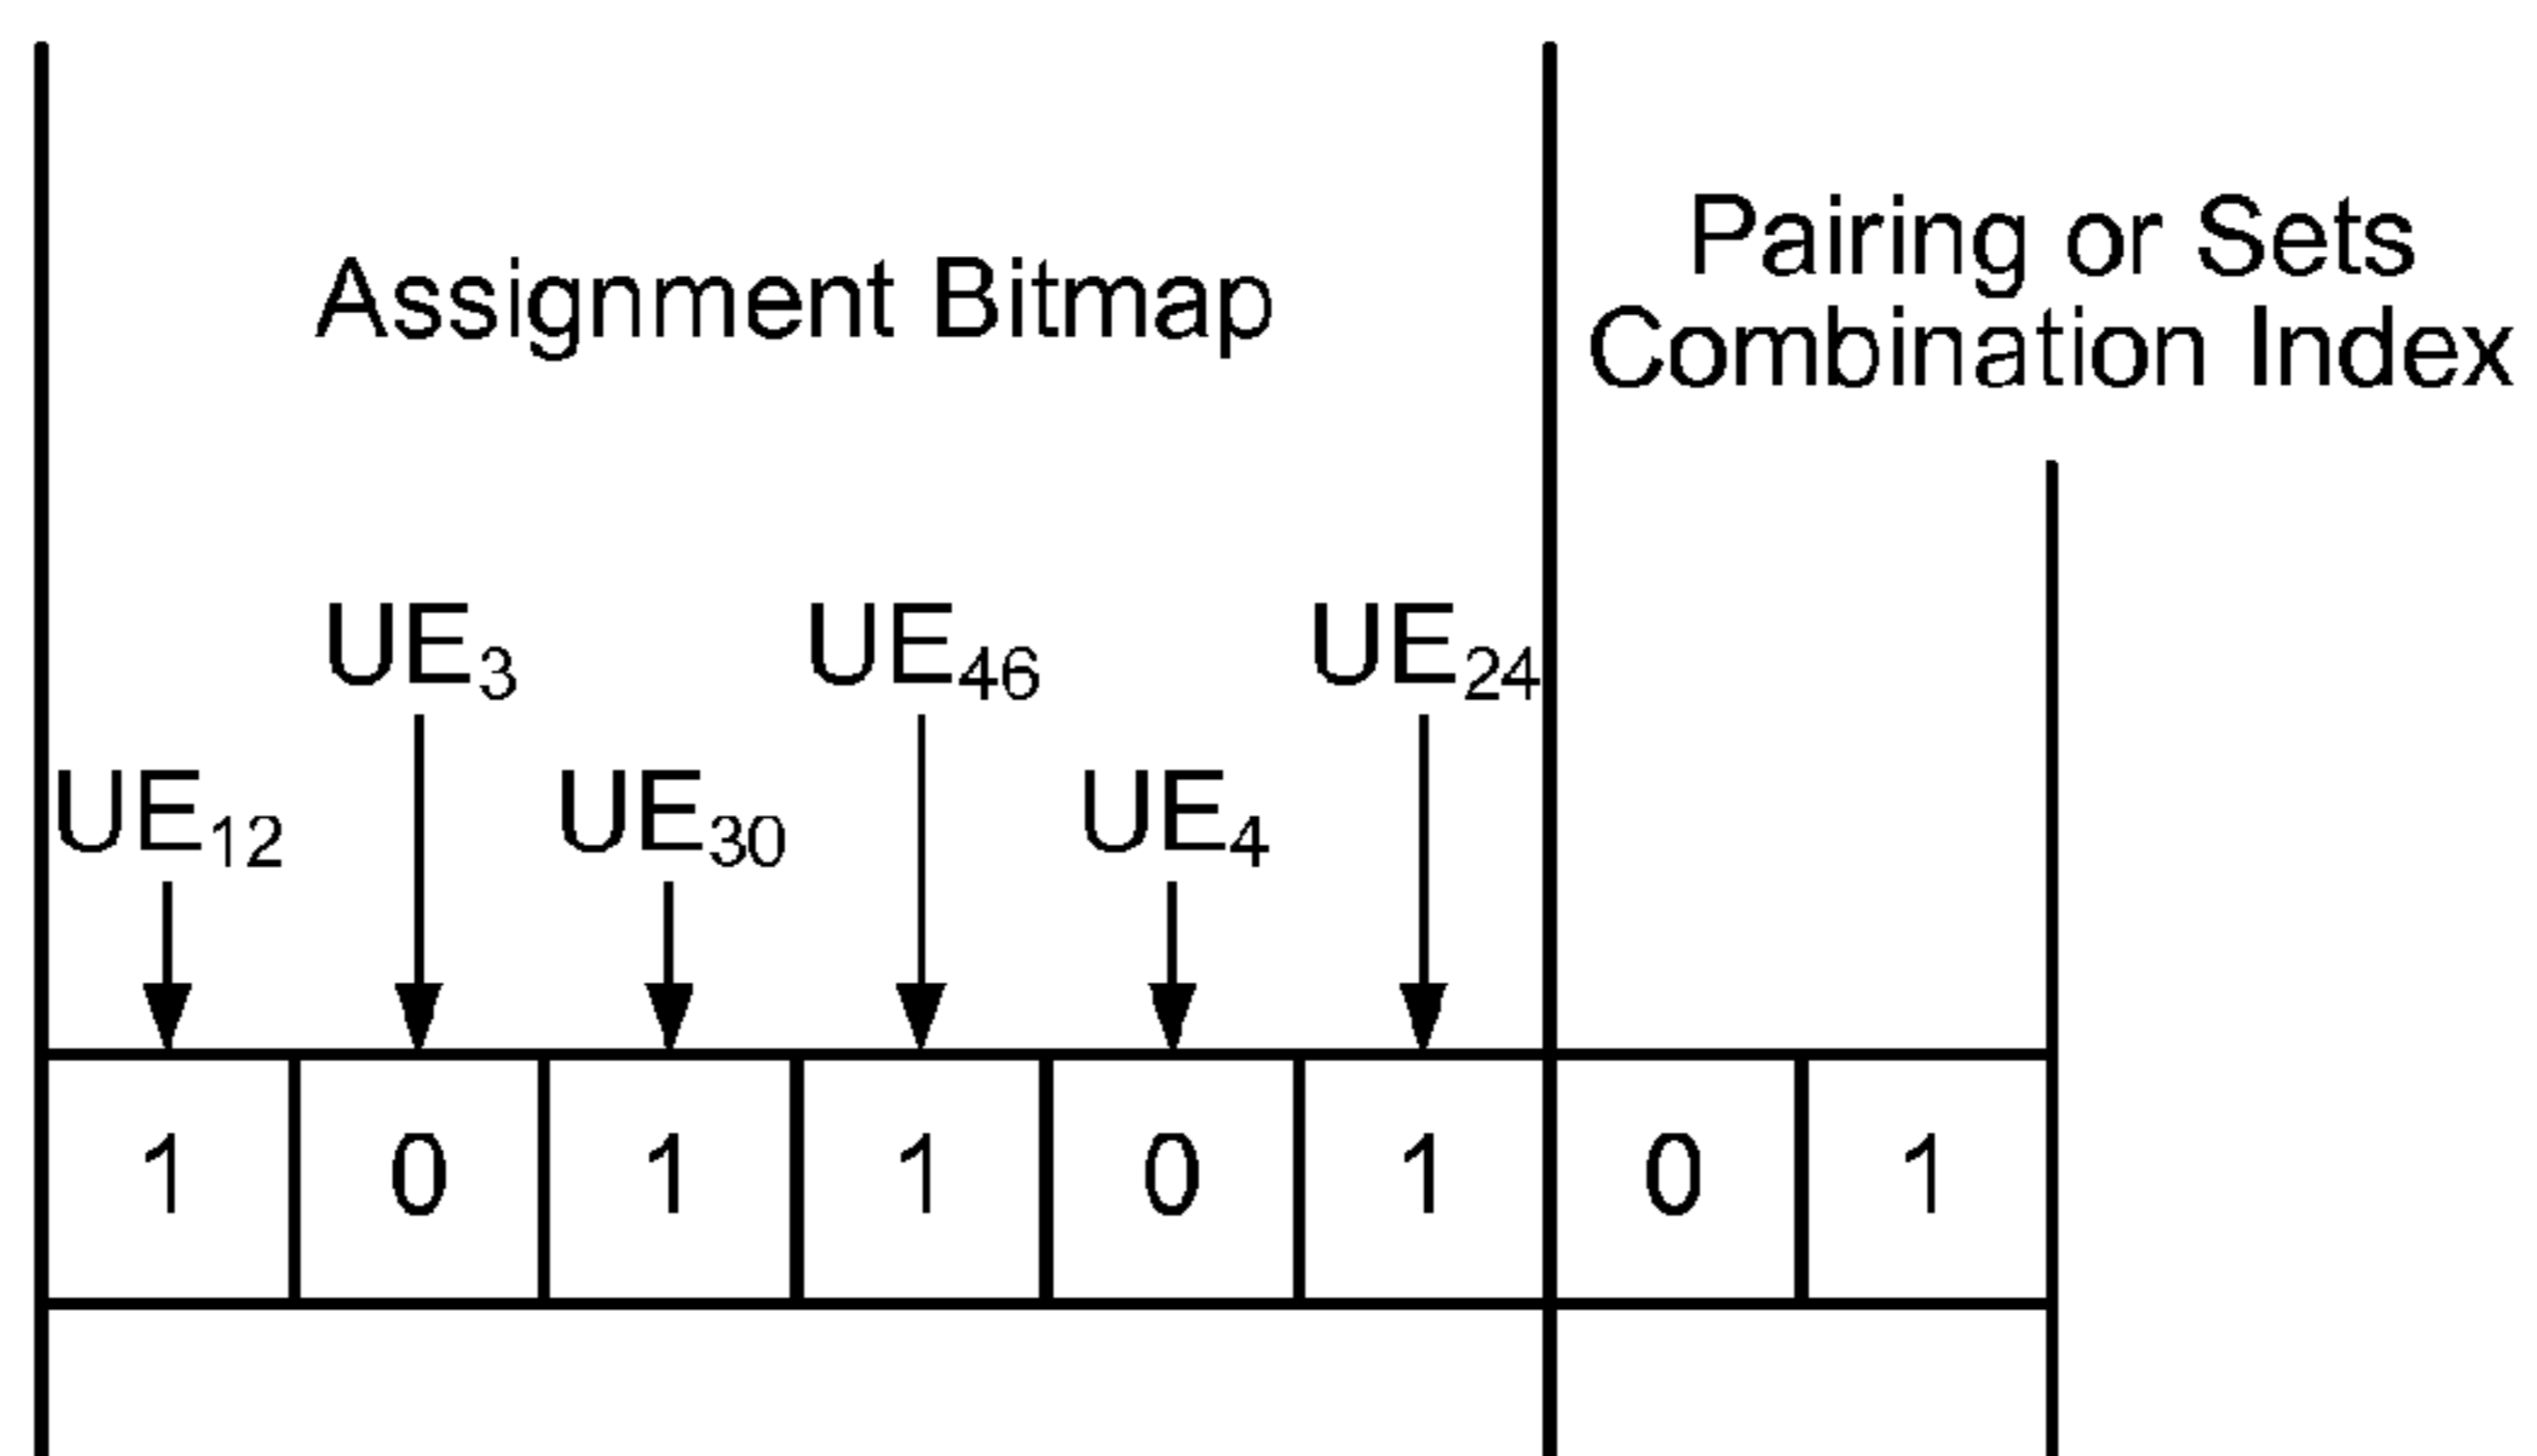 Assignment Bitmap
Pairing or Sets
Combination Index
UE3 UE46 UE24
UE12 UE30 UE4
1 0 1 1 0 1 0 1